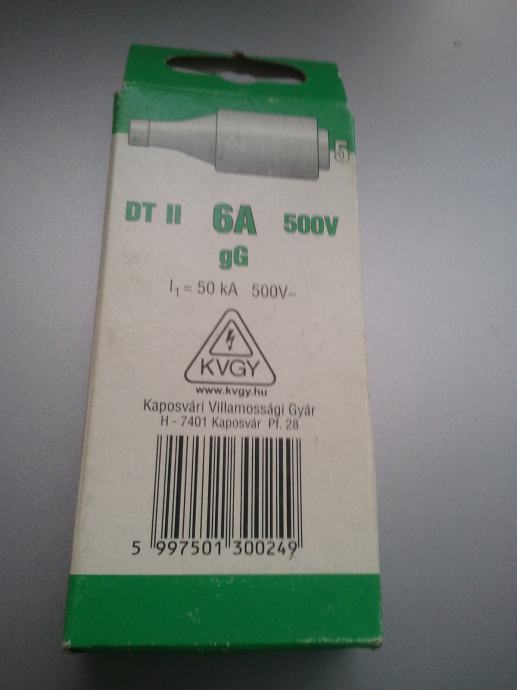 5
DT II 6A 500V
gG
I₁ = 50 kA 500V~
KVGY
www.kvgy.hu
Kaposvári Villamossági Gyár
H - 7401 Kaposvár Pf. 28
5 997501 300249